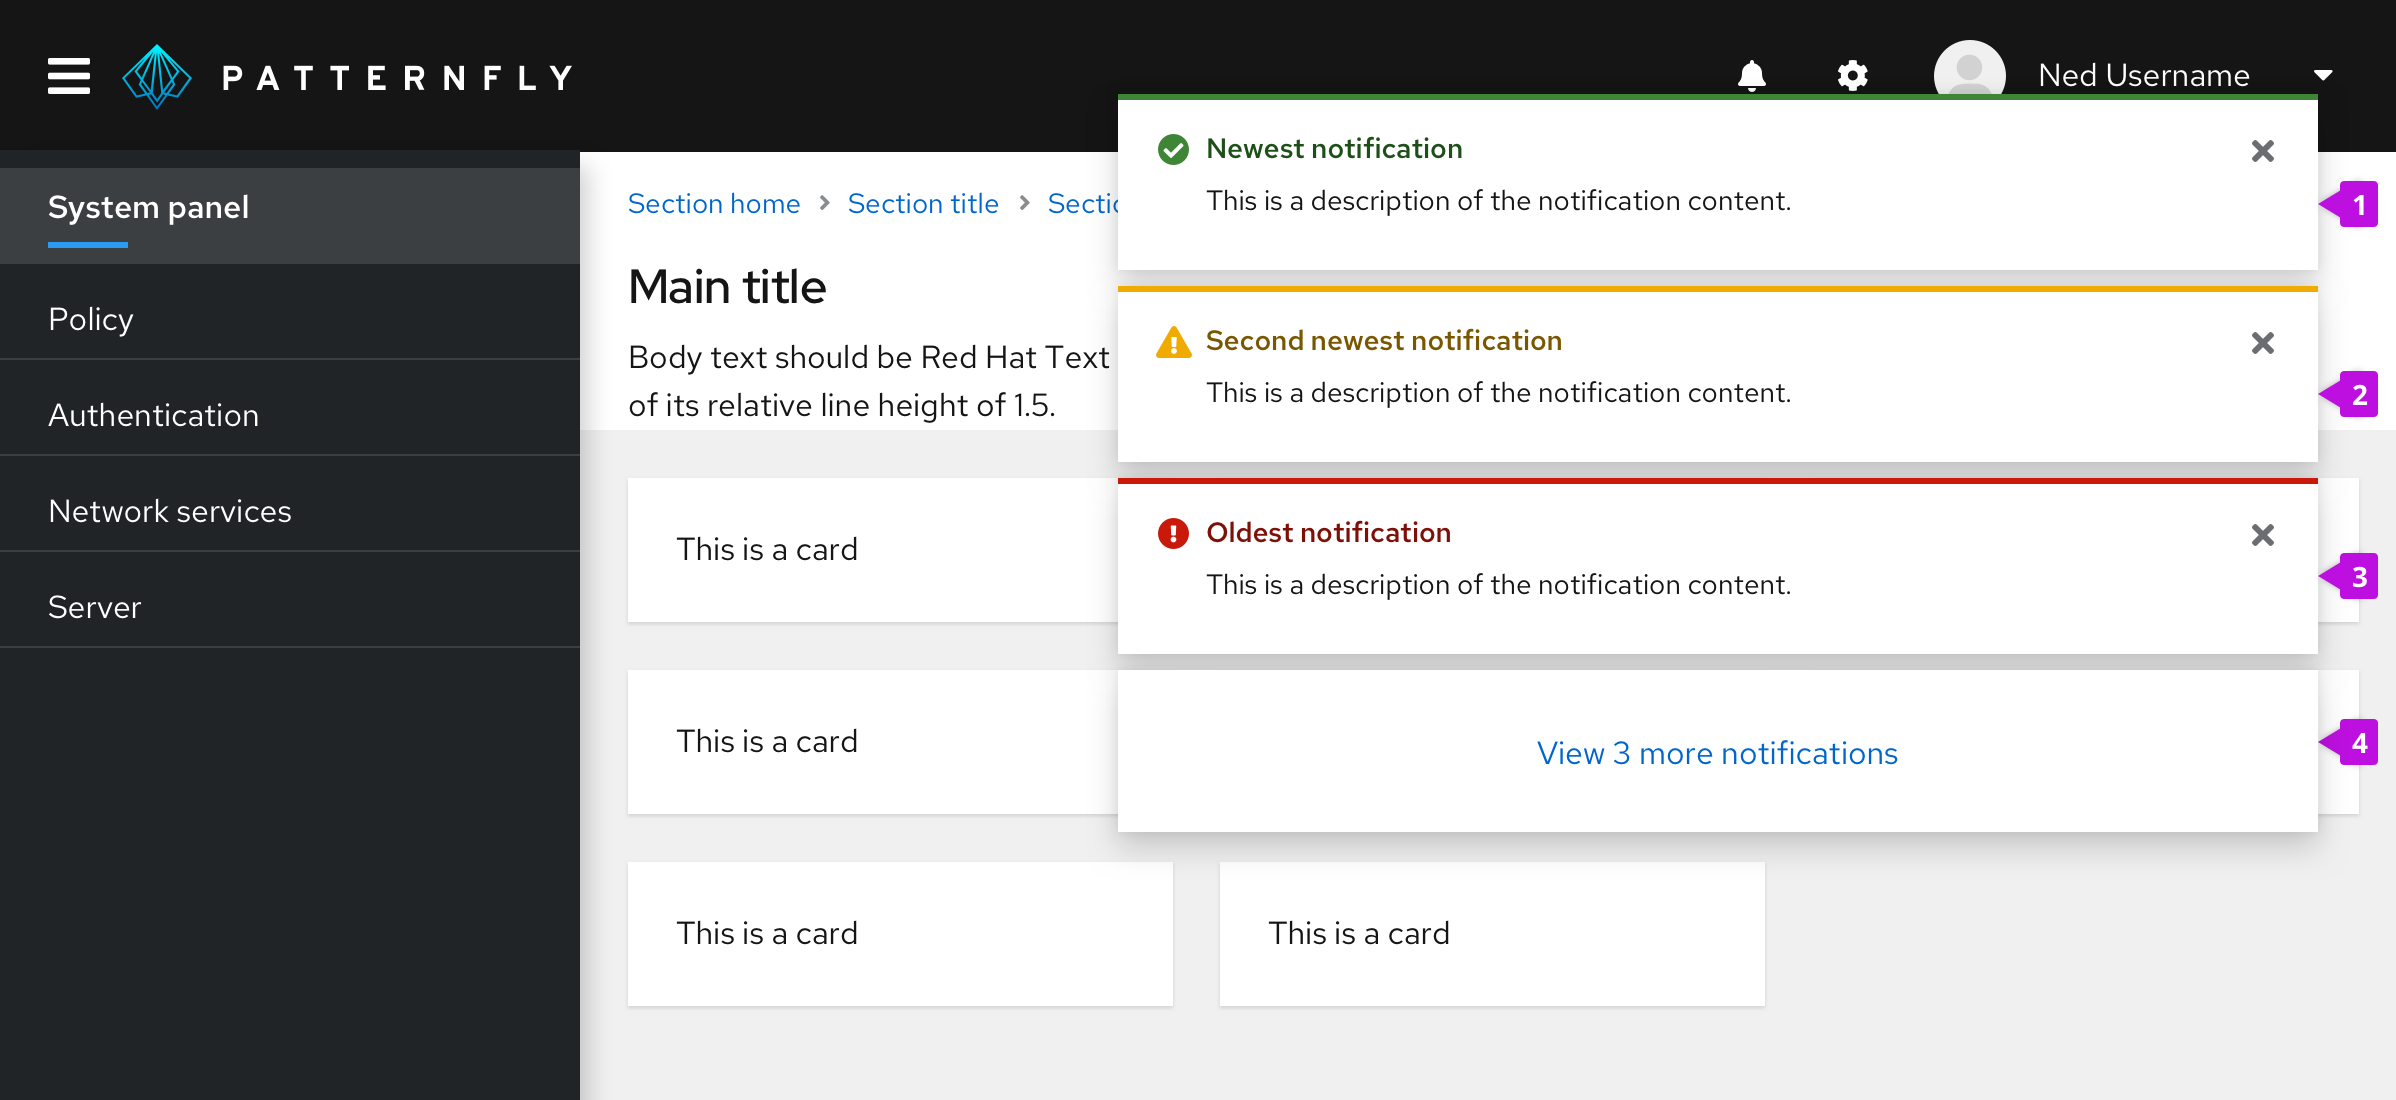 PATTERNFLY
Ned Username
System panel
Policy
Authentication
Network services
Server
Section home
Section title
Sectio
Main title
Body text should be Red Hat Text
of its relative line height of 1.5.
Newest notification
This is a description of the notification content.
1
Second newest notification
This is a description of the notification content.
2
Oldest notification
This is a description of the notification content.
3
View 3 more notifications
4
This is a card
This is a card
This is a card
This is a card